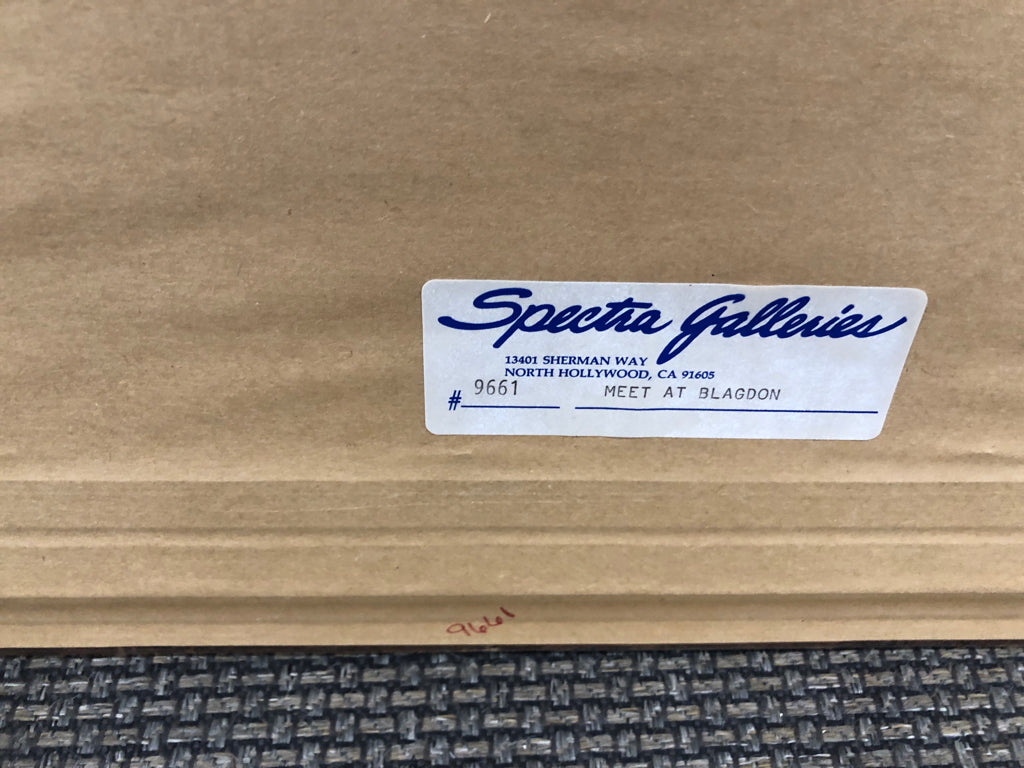 Spectra Galleries
13401 SHERMAN WAY
NORTH HOLLYWOOD, CA 91605
# 9661 MEET AT BLAGDON
9661